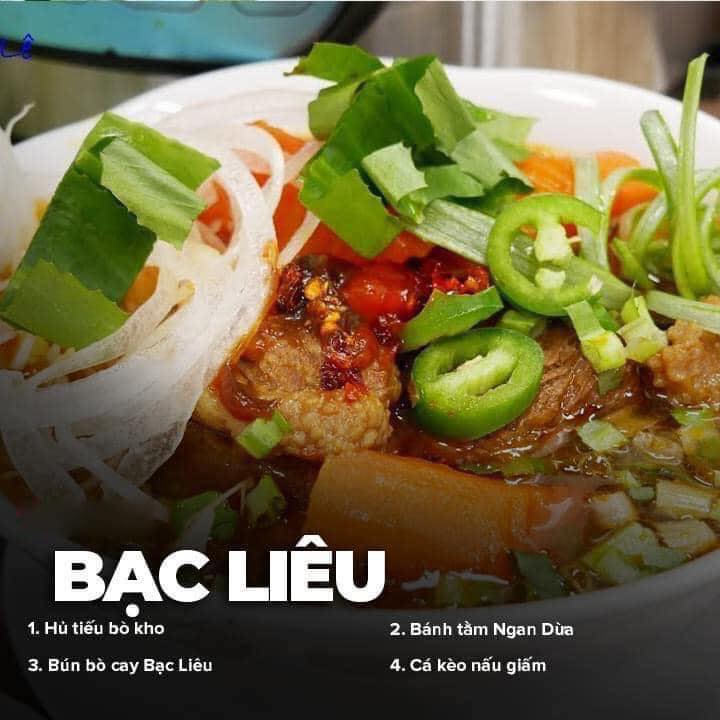 Lê
BẠC LIÊU
1. Hủ tiếu bò kho
2. Bánh tằm Ngan Dừa
3. Bún bò cay Bạc Liêu
4. Cá kèo nấu giấm